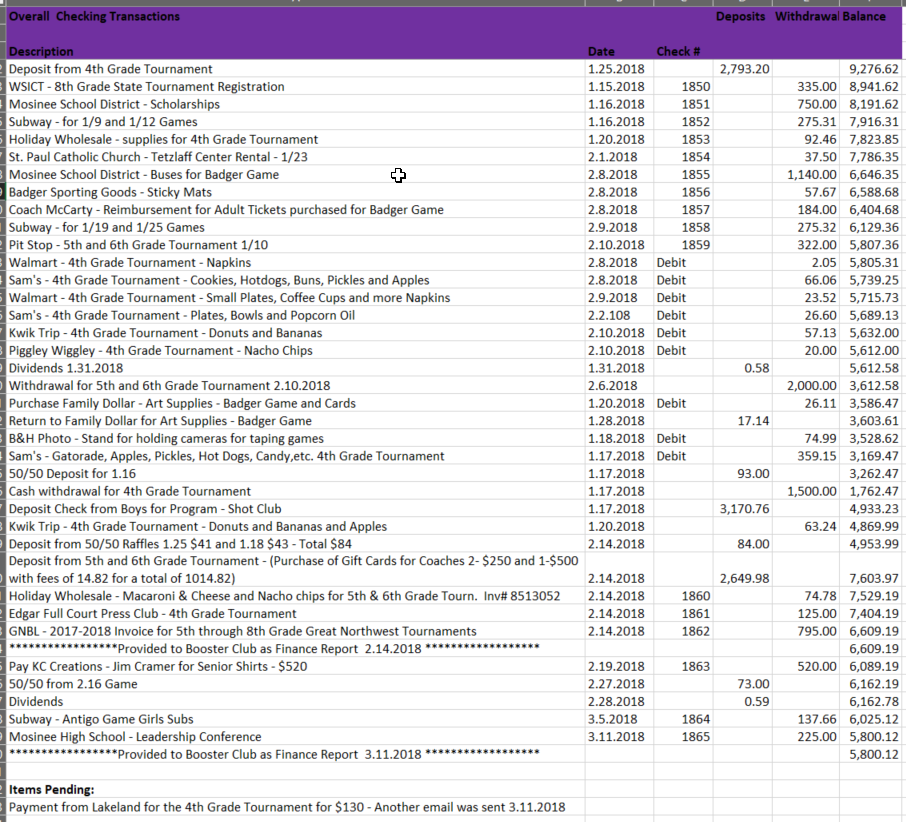 Overall  Checking Transactions Deposits Withdrawal Balance
Description Date Check #
Deposit from 4th Grade Tournament 1.25.2018 2,793.20 9,276.62
WSICT - 8th Grade State Tournament Registration 1.15.2018 1850 335.00 8,941.62
Mosinee School District - Scholarships 1.16.2018 1851 750.00 8,191.62
Subway - for 1/9 and 1/12 Games 1.16.2018 1852 275.31 7,916.31
Holiday Wholesale - supplies for 4th Grade Tournament 1.20.2018 1853 92.46 7,823.85
St. Paul Catholic Church - Tetzlaff Center Rental - 1/23 2.1.2018 1854 37.50 7,786.35
Mosinee School District - Buses for Badger Game 2.8.2018 1855 1,140.00 6,646.35
Badger Sporting Goods - Sticky Mats 2.8.2018 1856 57.67 6,588.68
Coach McCarty - Reimbursement for Adult Tickets purchased for Badger Game 2.8.2018 1857 184.00 6,404.68
Subway - for 1/19 and 1/25 Games 2.9.2018 1858 275.32 6,129.36
Pit Stop - 5th and 6th Grade Tournament 1/10 2.10.2018 1859 322.00 5,807.36
Walmart - 4th Grade Tournament - Napkins 2.8.2018 Debit 2.05 5,805.31
Sam's - 4th Grade Tournament - Cookies, Hotdogs, Buns, Pickles and Apples 2.8.2018 Debit 66.06 5,739.25
Walmart - 4th Grade Tournament - Small Plates, Coffee Cups and more Napkins 2.9.2018 Debit 23.52 5,715.73
Sam's - 4th Grade Tournament - Plates, Bowls and Popcorn Oil 2.2.108 Debit 26.60 5,689.13
Kwik Trip - 4th Grade Tournament - Donuts and Bananas 2.10.2018 Debit 57.13 5,632.00
Piggley Wiggley - 4th Grade Tournament - Nacho Chips 2.10.2018 Debit 20.00 5,612.00
Dividends 1.31.2018 1.31.2018 0.58 5,612.58
Withdrawal for 5th and 6th Grade Tournament 2.10.2018 2.6.2018 2,000.00 3,612.58
Purchase Family Dollar - Art Supplies - Badger Game and Cards 1.20.2018 Debit 26.11 3,586.47
Return to Family Dollar for Art Supplies - Badger Game 1.28.2018 17.14 3,603.61
B&H Photo - Stand for holding cameras for taping games 1.18.2018 Debit 74.99 3,528.62
Sam's - Gatorade, Apples, Pickles, Hot Dogs, Candy,etc. 4th Grade Tournament 1.17.2018 Debit 359.15 3,169.47
50/50 Deposit for 1.16 1.17.2018 93.00 3,262.47
Cash withdrawal for 4th Grade Tournament 1.17.2018 1,500.00 1,762.47
Deposit Check from Boys for Program - Shot Club 1.17.2018 3,170.76 4,933.23
Kwik Trip - 4th Grade Tournament - Donuts and Bananas and Apples 1.20.2018 63.24 4,869.99
Deposit from 50/50 Raffles 1.25 $41 and 1.18 $43 - Total $84 2.14.2018 84.00 4,953.99
Deposit from 5th and 6th Grade Tournament - (Purchase of Gift Cards for Coaches 2- $250 and 1-$500
with fees of 14.82 for a total of 1014.82) 2.14.2018 2,649.98 7,603.97
Holiday Wholesale - Macaroni & Cheese and Nacho chips for 5th & 6th Grade Tourn.  Inv# 8513052 2.14.2018 1860 74.78 7,529.19
Edgar Full Court Press Club - 4th Grade Tournament 2.14.2018 1861 125.00 7,404.19
GNBL - 2017-2018 Invoice for 5th through 8th Grade Great Northwest Tournaments 2.14.2018 1862 795.00 6,609.19
*****************Provided to Booster Club as Finance Report  2.14.2018 ****************** 6,609.19
Pay KC Creations - Jim Cramer for Senior Shirts - $520 2.19.2018 1863 520.00 6,089.19
50/50 from 2.16 Game 2.27.2018 73.00 6,162.19
Dividends 2.28.2018 0.59 6,162.78
Subway - Antigo Game Girls Subs 3.5.2018 1864 137.66 6,025.12
Mosinee High School - Leadership Conference 3.11.2018 1865 225.00 5,800.12
*****************Provided to Booster Club as Finance Report  3.11.2018 ****************** 5,800.12
Items Pending:
Payment from Lakeland for the 4th Grade Tournament for $130 - Another email was sent 3.11.2018